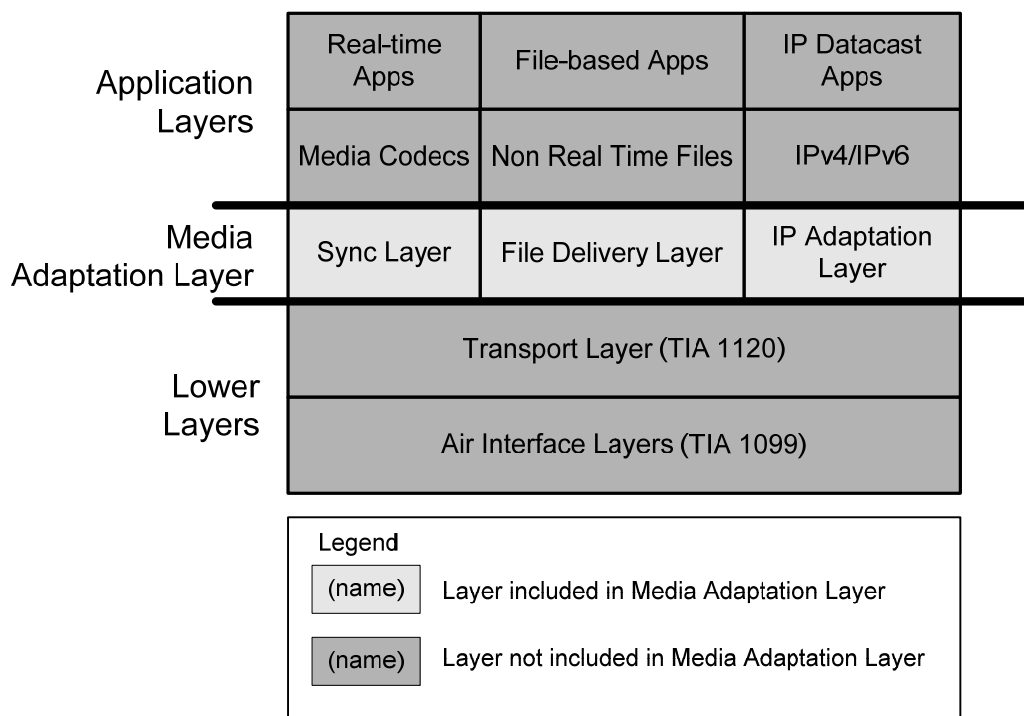 Application
Layers
Real-time
Apps
File-based Apps
IP Datacast
Apps
Media Codecs
Non Real Time Files
IPv4/IPv6
Media
Adaptation Layer
Sync Layer
File Delivery Layer
IP Adaptation
Layer
Lower
Layers
Transport Layer (TIA 1120)
Air Interface Layers (TIA 1099)
Legend
(name)
Layer included in Media Adaptation Layer
(name)
Layer not included in Media Adaptation Layer